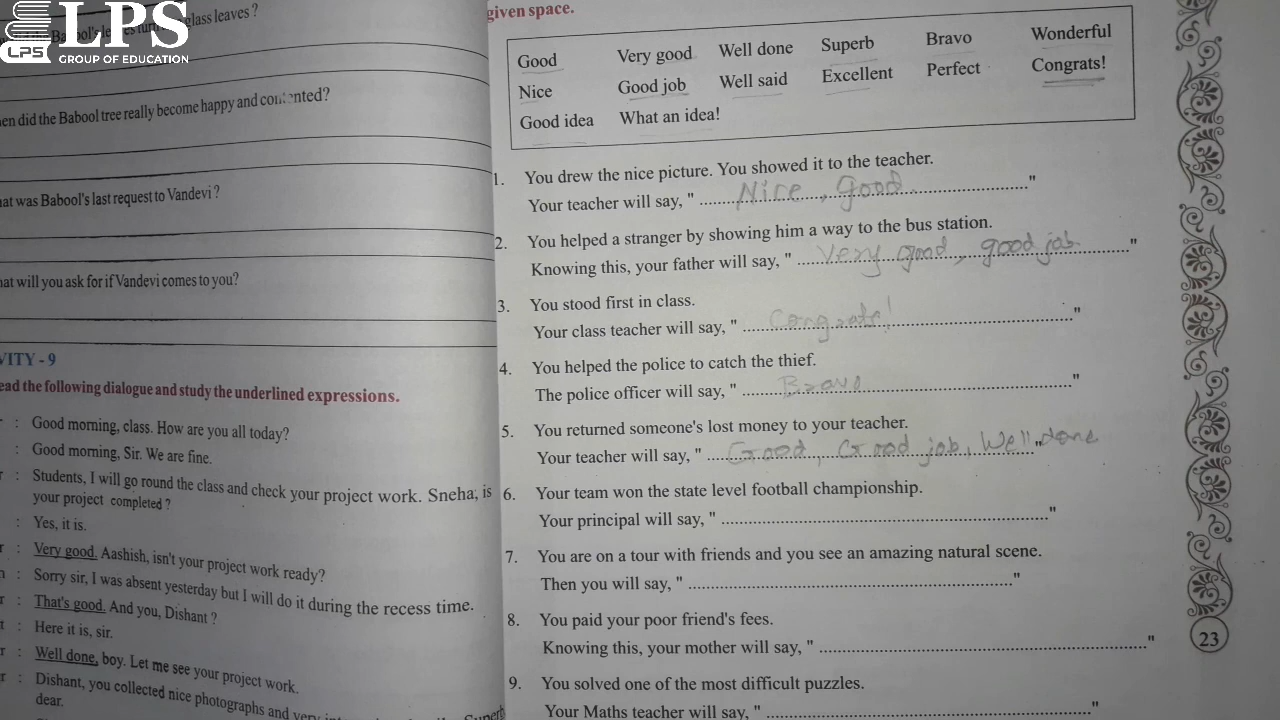 LPS
GROUP OF EDUCATION
LPS
glass leaves ?
en did the Babool tree really become happy and contented?
at was Babool's last request to Vandevi ?
at will you ask for if Vandevi comes to you?
VITY - 9
ead the following dialogue and study the underlined expressions.
: Good morning, class. How are you all today?
: Good morning, Sir. We are fine.
: Students, I will go round the class and check your project work. Sneha, is
your project completed ?
: Yes, it is.
: Very good. Aashish, isn't your project work ready?
: Sorry sir, I was absent yesterday but I will do it during the recess time.
: That's good. And you, Dishant ?
: Here it is, sir.
: Well done, boy. Let me see your project work.
: Dishant, you collected nice photographs and
dear.
given space.
Good Very good Well done Superb Bravo Wonderful
Nice Good job Well said Excellent Perfect Congrats!
Good idea What an idea!
1. You drew the nice picture. You showed it to the teacher.
Your teacher will say, " Nice, good "
2. You helped a stranger by showing him a way to the bus station.
Knowing this, your father will say, " Very good, good job "
3. You stood first in class.
Your class teacher will say, " Congrats! "
4. You helped the police to catch the thief.
The police officer will say, " Bravo "
5. You returned someone's lost money to your teacher.
Your teacher will say, " Good, Good job, Well done "
6. Your team won the state level football championship.
Your principal will say, " .................... "
7. You are on a tour with friends and you see an amazing natural scene.
Then you will say, " .................... "
8. You paid your poor friend's fees.
Knowing this, your mother will say, " .................... "
9. You solved one of the most difficult puzzles.
Your Maths teacher will say, " .................... "
23